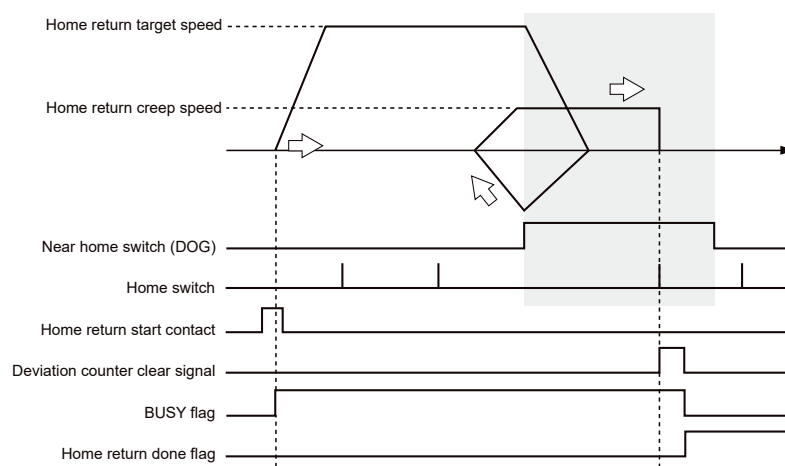 Home return target speed
Home return creep speed
Near home switch (DOG)
Home switch
Home return start contact
Deviation counter clear signal
BUSY flag
Home return done flag